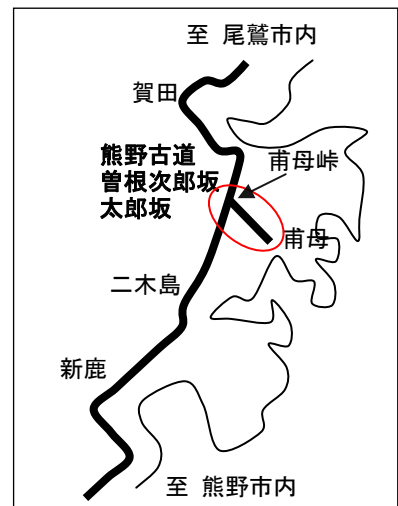 至 尾鷲市内
賀田
熊野古道
曽根次郎坂
太郎坂
甫母峠
甫母
二木島
新鹿
至 熊野市内